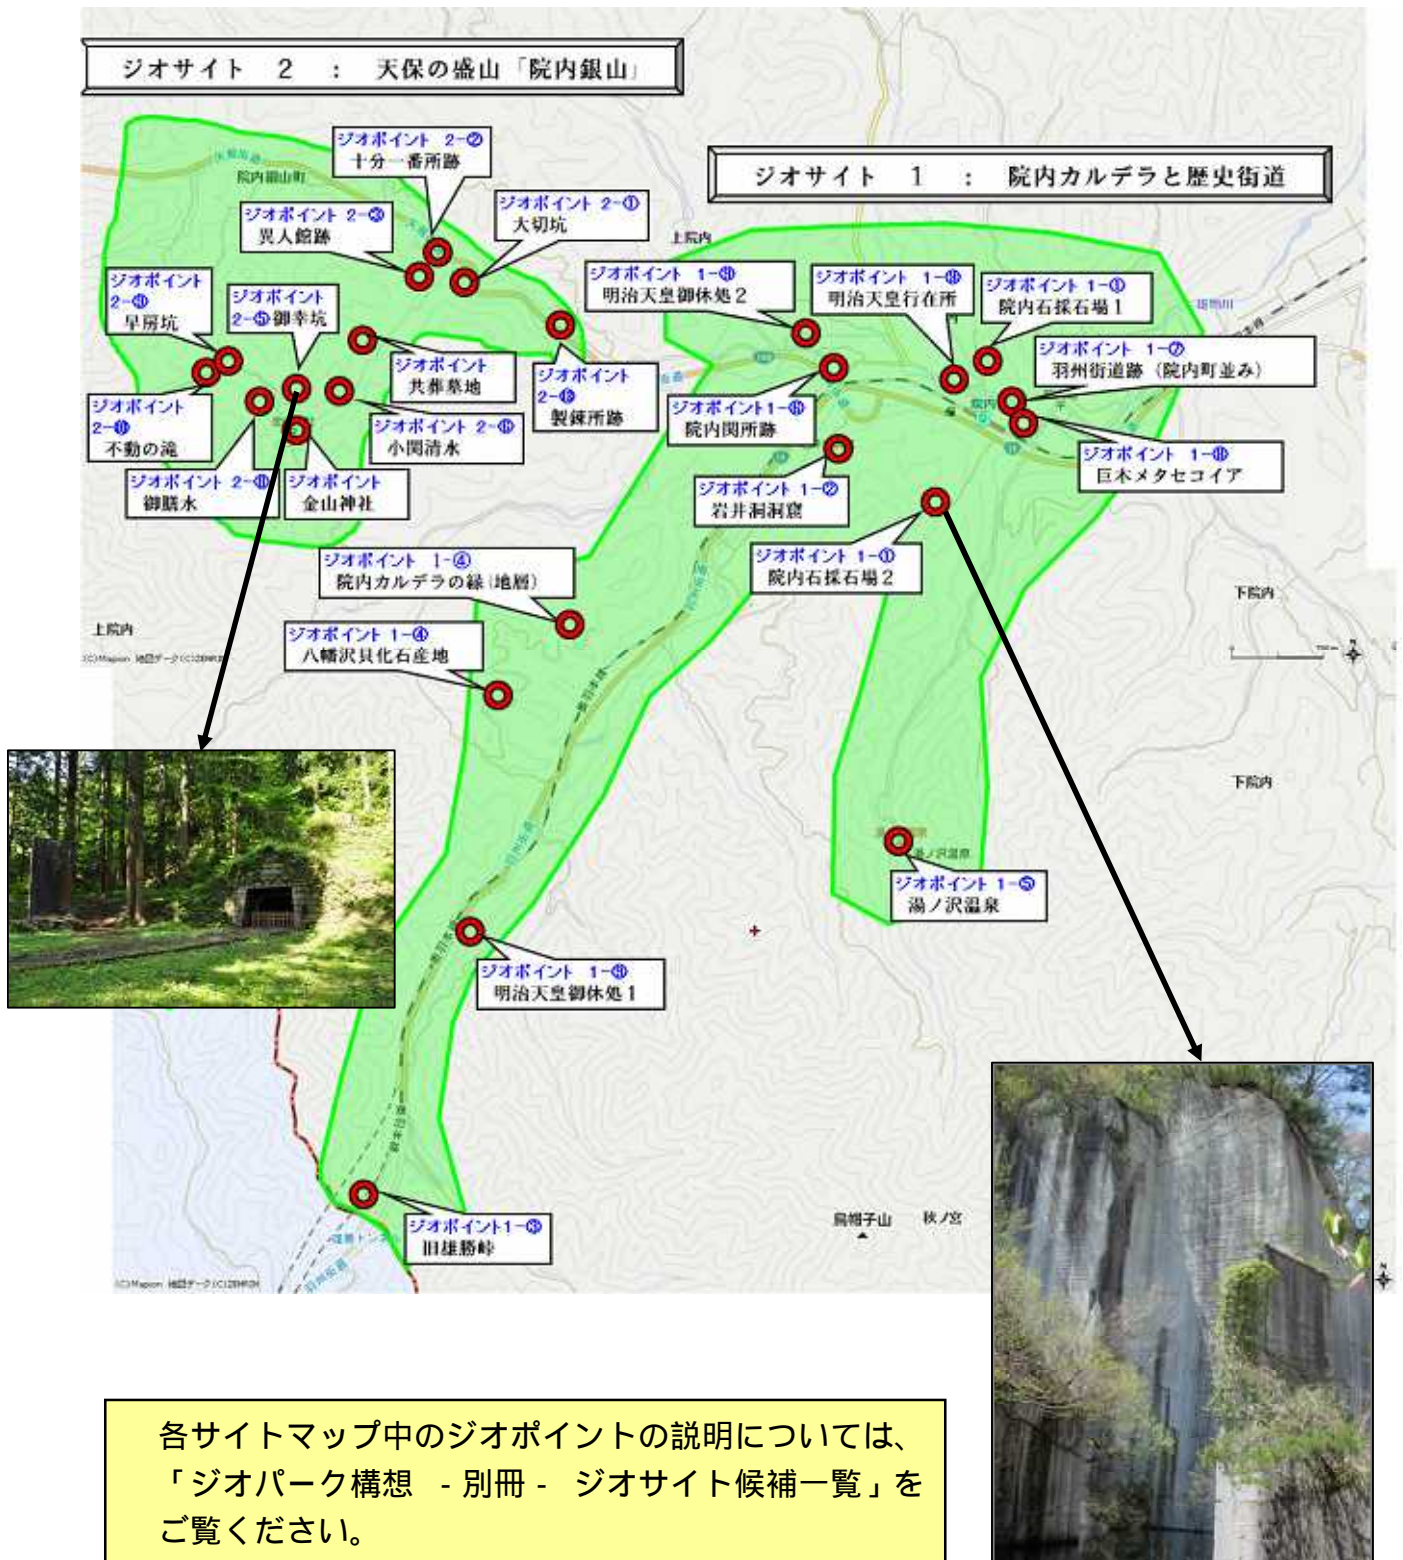 ジオサイト 2 : 天保の盛山「院内銀山」
ジオサイト 1 : 院内カルデラと歴史街道
ジオポイント 2-②
十分一番所跡
院内銀山町
ジオポイント 2-①
大切坑
ジオポイント 2-③
異人館跡
上院内
ジオポイント
早房坑
ジオポイント
2-⑤御幸坑
ジオポイント
明治天皇御休処2
ジオポイント
明治天皇行在所
ジオポイント 1-①
院内石採石場1
ジオポイント 1-⑦
羽州街道跡(院内町並み)
ジオポイント
共葬墓地
ジオポイント
製錬所跡
ジオポイント
不動の滝
ジオポイント
小関清水
ジオポイント
院内関所跡
院内
ジオポイント
巨木メタセコイア
ジオポイント
御膳水
ジオポイント
金山神社
ジオポイント 1-②
岩井洞洞窟
ジオポイント 1-④
院内カルデラの縁(地層)
ジオポイント 1-①
院内石採石場2
下院内
上院内
ジオポイント 1-④
八幡沢貝化石産地
(C)Mapion 地図データ(C)ZENRIN
下院内
ジオポイント 1-⑤
湯ノ沢温泉
ジオポイント
明治天皇御休処1
ジオポイント1-③
旧雄勝峠
烏帽子山
秋ノ宮
(C)Mapion 地図データ(C)ZENRIN
各サイトマップ中のジオポイントの説明については、
「ジオパーク構想 - 別冊 - ジオサイト候補一覧」を
ご覧ください。